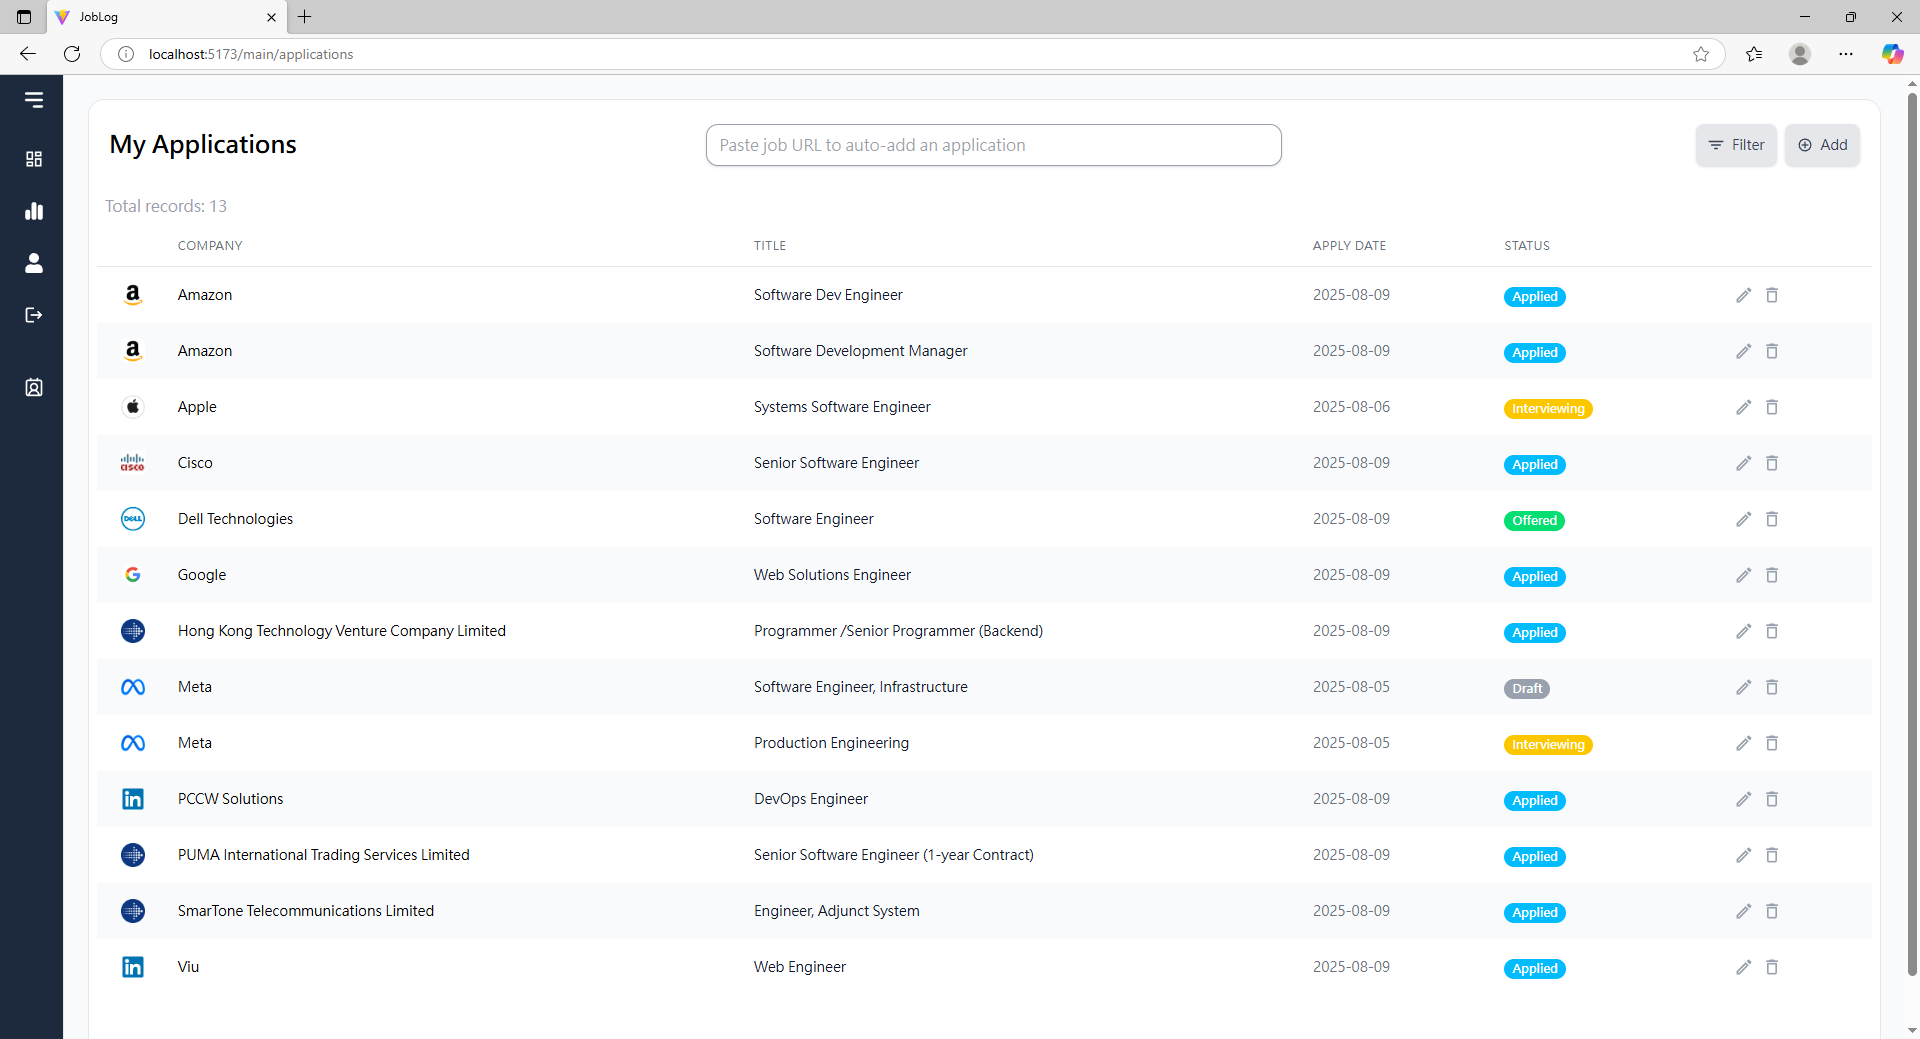 JobLog
localhost:5173/main/applications
My Applications
Paste job URL to auto-add an application
Filter
Add
Total records: 13
COMPANY TITLE APPLY DATE STATUS
a Amazon Software Dev Engineer 2025-08-09 Applied
a Amazon Software Development Manager 2025-08-09 Applied
Apple Systems Software Engineer 2025-08-06 Interviewing
CISCO Cisco Senior Software Engineer 2025-08-09 Applied
DELL Dell Technologies Software Engineer 2025-08-09 Offered
G Google Web Solutions Engineer 2025-08-09 Applied
Hong Kong Technology Venture Company Limited Programmer /Senior Programmer (Backend) 2025-08-09 Applied
Meta Software Engineer, Infrastructure 2025-08-05 Draft
Meta Production Engineering 2025-08-05 Interviewing
in PCCW Solutions DevOps Engineer 2025-08-09 Applied
PUMA International Trading Services Limited Senior Software Engineer (1-year Contract) 2025-08-09 Applied
SmarTone Telecommunications Limited Engineer, Adjunct System 2025-08-09 Applied
in Viu Web Engineer 2025-08-09 Applied